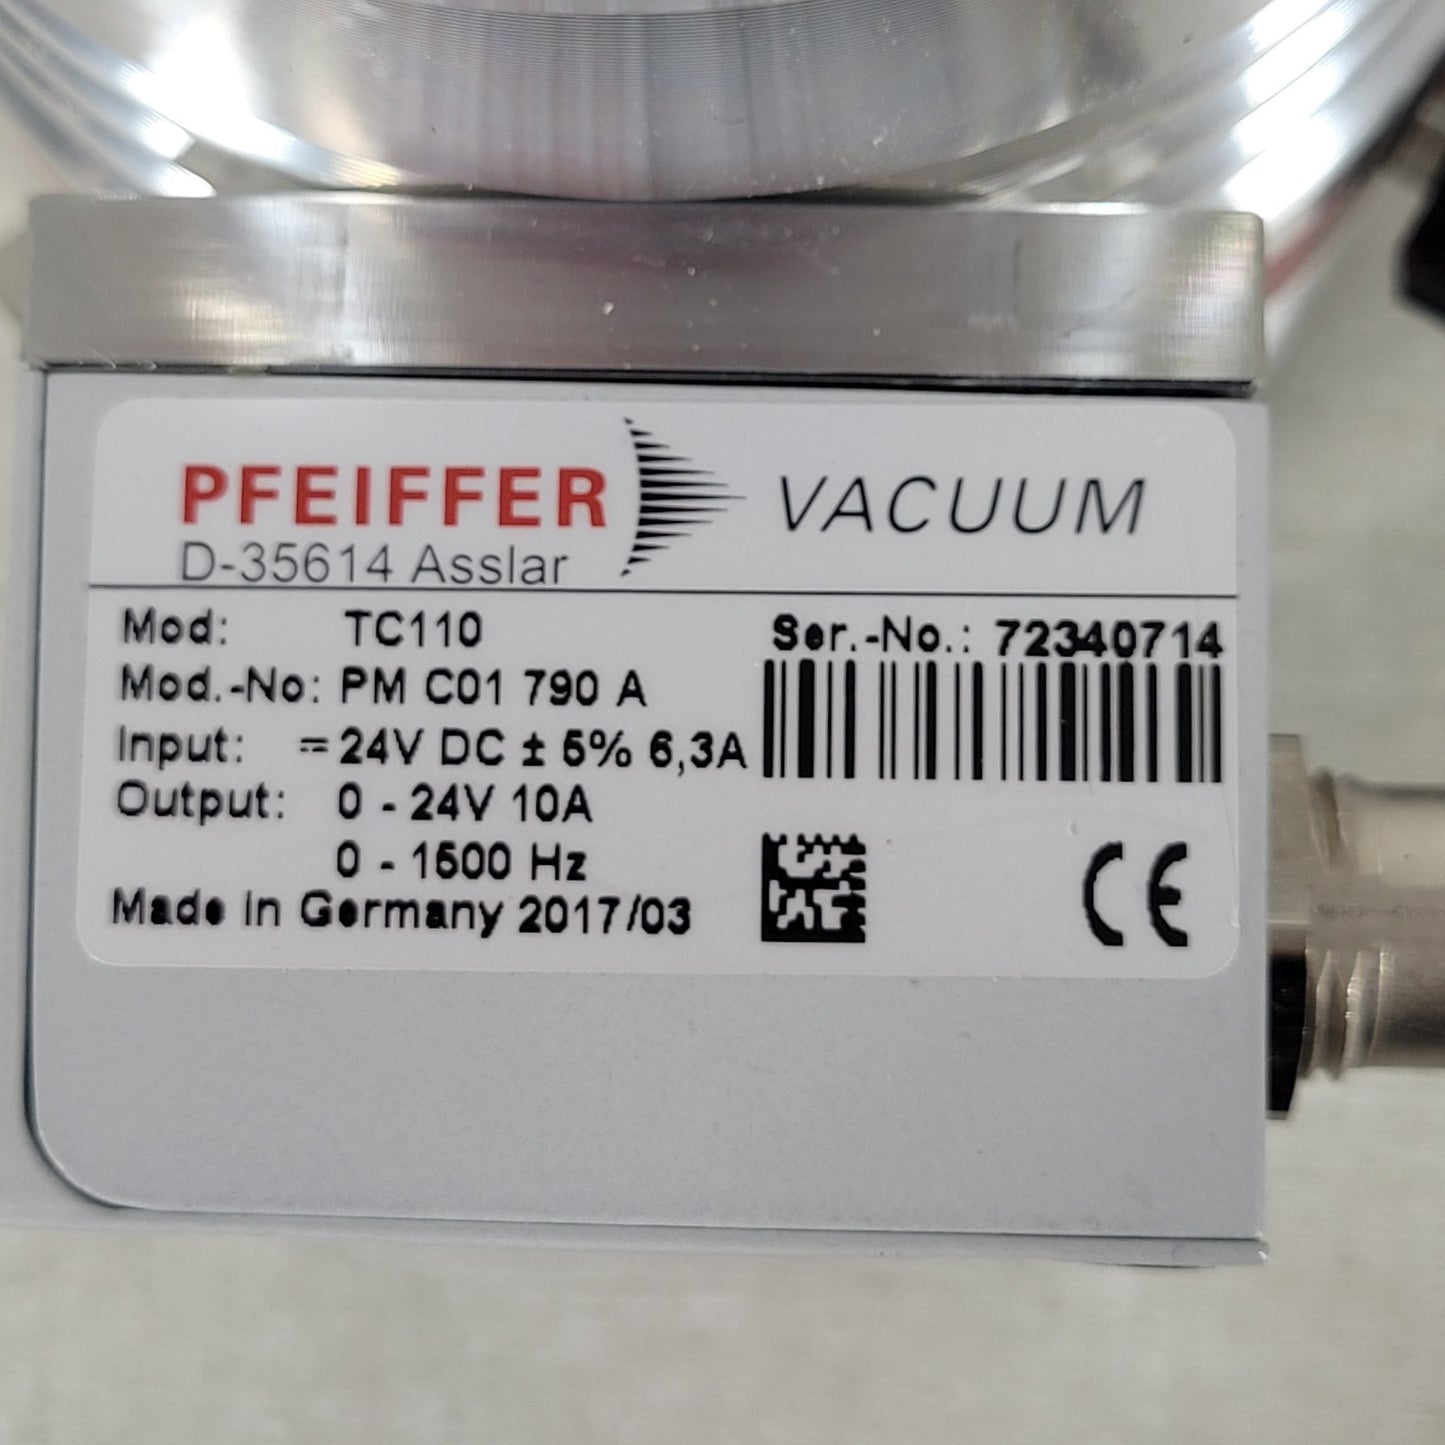 PFEIFFER VACUUM
D-35614 Asslar
Mod: TC110
Ser.-No.: 72340714
Mod.-No: PM C01 790 A
Input: ⎓ 24V DC ± 5% 6,3A
Output: 0 - 24V 10A
0 - 1500 Hz
Made in Germany 2017/03
CE